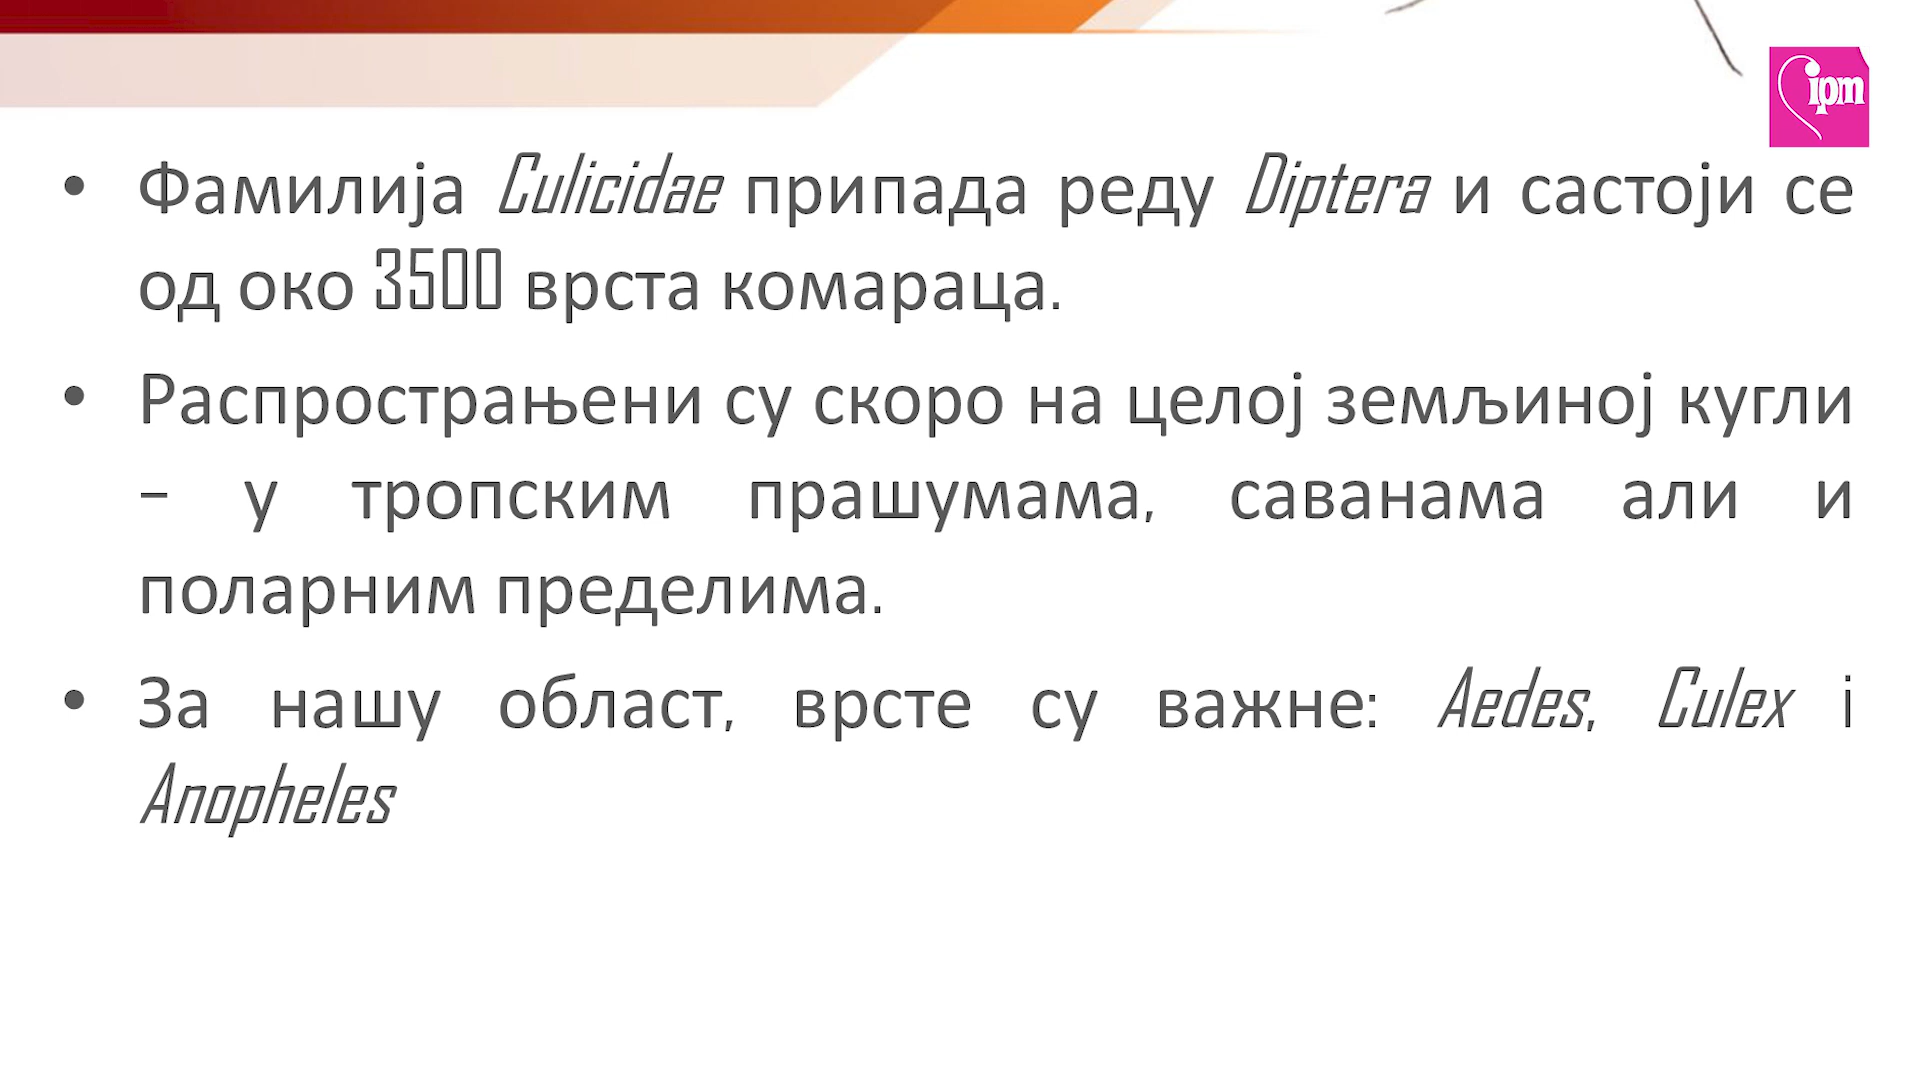 ipm
• Фамилија Culicidae припада реду Diptera и састоји се
од око 3500 врста комараца.
• Распрострањени су скоро на целој земљиној кугли
– у тропским прашумама, саванама али и
поларним пределима.
• За нашу област, врсте су важне: Aedes, Culex i
Anopheles